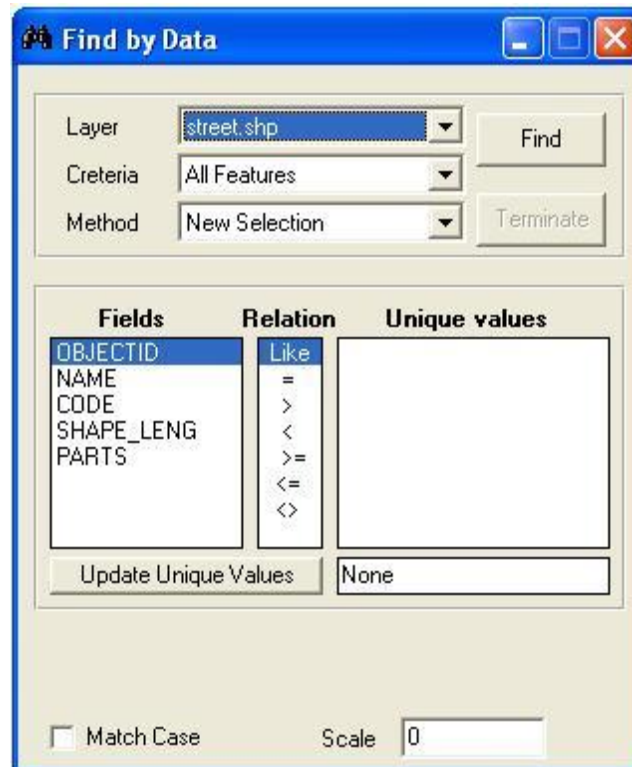 Find by Data
Layer street.shp Find
Creteria All Features
Method New Selection Terminate
Fields Relation Unique values
OBJECTID Like
NAME =
CODE >
SHAPE_LENG <
PARTS >=
<=
<>
Update Unique Values None
Match Case Scale 0